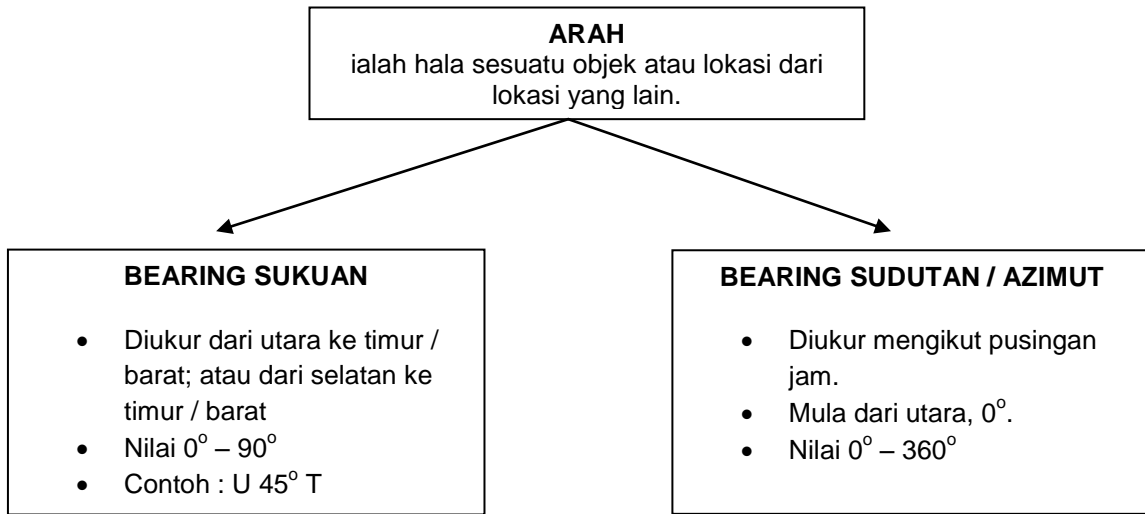 ARAH
ialah hala sesuatu objek atau lokasi dari
lokasi yang lain.
BEARING SUKUAN
• Diukur dari utara ke timur /
barat; atau dari selatan ke
timur / barat
• Nilai 0° – 90°
• Contoh : U 45° T
BEARING SUDUTAN / AZIMUT
• Diukur mengikut pusingan
jam.
• Mula dari utara, 0°.
• Nilai 0° – 360°